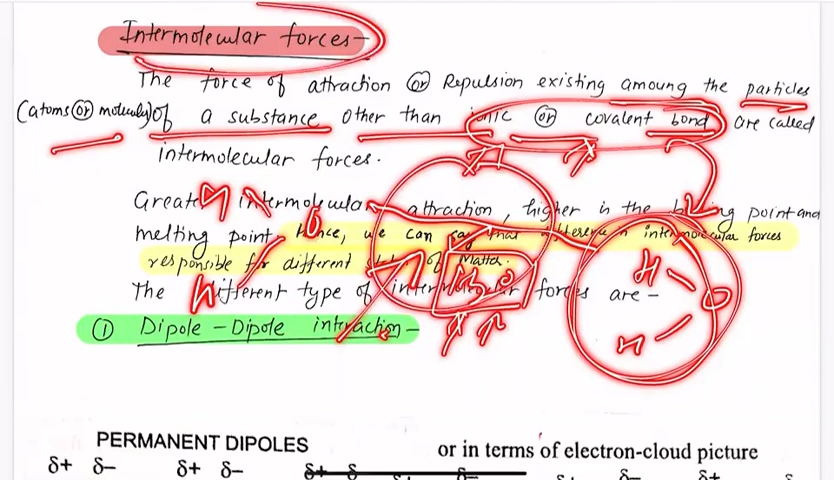 Intermolecular forces-
The force of attraction or Repulsion existing amoung the particles
(atoms or molecules) of a substance other than ionic or covalent bond are called
intermolecular forces.
Greater intermolecular attraction, higher is the boiling point and
melting point. Hence, we can say that difference in intermolecular forces
responsible for different states of Matter.
The different type of intermolecular forces are -
① Dipole - Dipole interaction-
H O H
H₂O
H O H
PERMANENT DIPOLES
or in terms of electron-cloud picture
δ+ δ- δ+ δ- δ+ δ- δ+ δ-